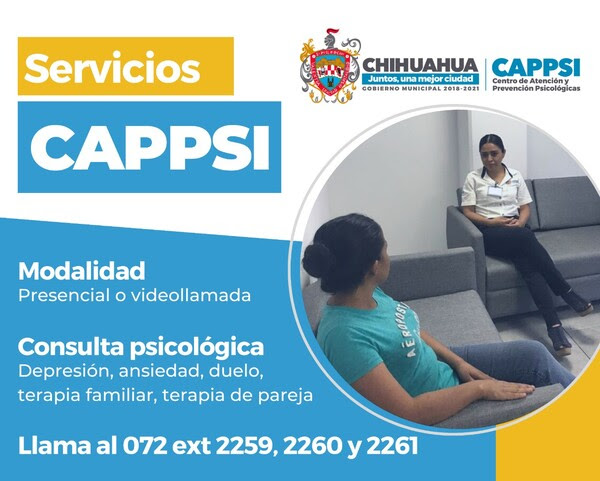 Servicios
CAPPSI
CHIHUAHUA
Juntos, una mejor ciudad
GOBIERNO MUNICIPAL 2018-2021
CAPPSI
Centro de Atención y
Prevención Psicológicas
Modalidad
Presencial o videollamada
Consulta psicológica
Depresión, ansiedad, duelo,
terapia familiar, terapia de pareja
Llama al 072 ext 2259, 2260 y 2261
AÉROPOSTA